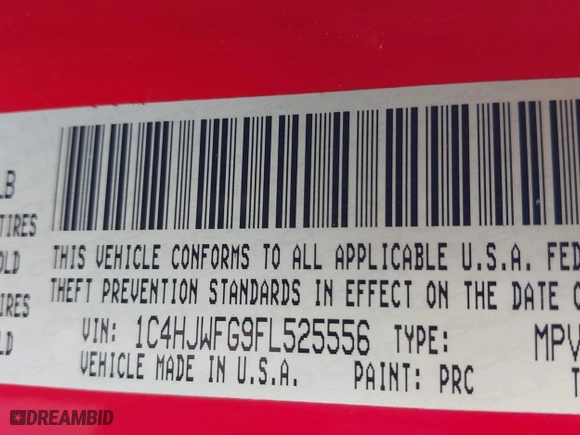 LB
TIRES
OLD
IRES
LD
THIS VEHICLE CONFORMS TO ALL APPLICABLE U.S.A. FED
THEFT PREVENTION STANDARDS IN EFFECT ON THE DATE O
VIN: 1C4HJWFG9FL525556 TYPE: MPV
VEHICLE MADE IN U.S.A. PAINT: PRC T
DREAMBID